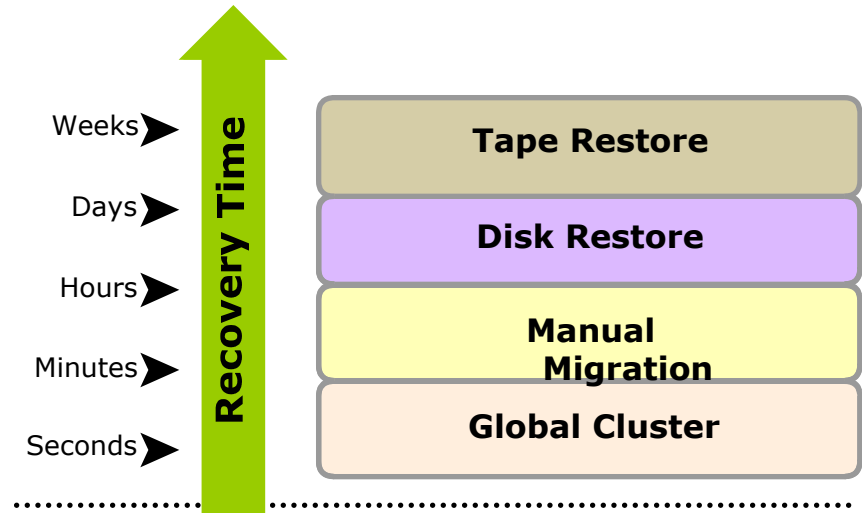 Weeks
Days
Hours
Minutes
Seconds
Recovery Time
Tape Restore
Disk Restore
Manual
Migration
Global Cluster